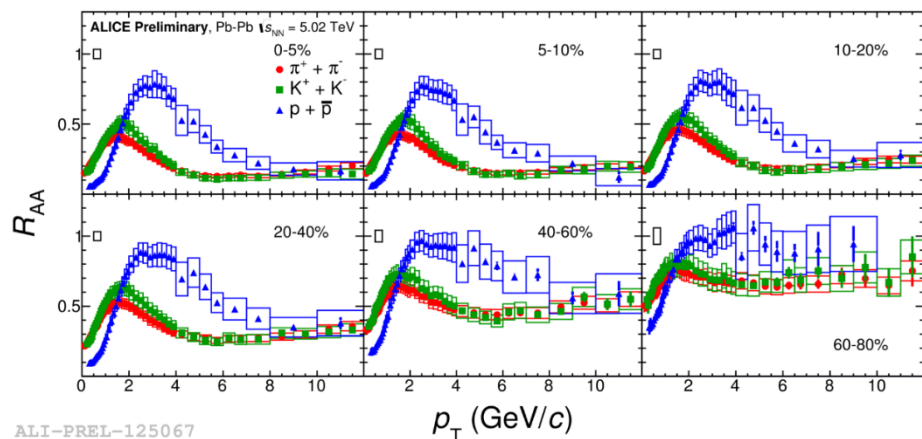 ALICE Preliminary, Pb-Pb √sNN = 5.02 TeV
0-5%
5-10%
10-20%
π⁺ + π⁻
K⁺ + K⁻
p + p̅
1
0.5
20-40%
40-60%
60-80%
1
0.5
RAA
0 2 4 6 8 10
2 4 6 8 10
2 4 6 8 10
pT (GeV/c)
ALI-PREL-125067